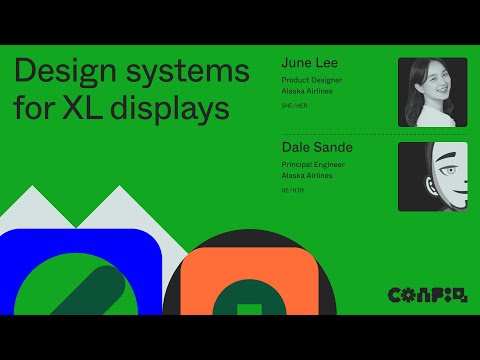 Design systems
for XL displays
June Lee
Product Designer
Alaska Airlines
SHE/HER
Dale Sande
Principal Engineer
Alaska Airlines
HE/HIM
CONFIG